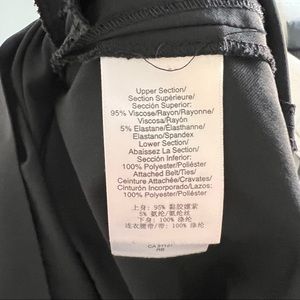 Upper Section/
Section Supérieure/
Sección Superior:
95% Viscose/Rayon/Rayonne/
Viscosa/Rayón
5% Elastane/Elasthanne/
Elastano/Spandex
Lower Section/
Abaissez La Section/
Sección Inferior:
100% Polyester/Poliéster
Attached Belt/Ties/
Ceinture Attachée/Cravates/
Cinturón Incorporado/Lazos:
100% Polyester/Poliéster
上身: 95% 黏胶嫘萦
5% 氨纶/氨纶丝
下身: 100% 涤纶
连衣腰带/带: 100% 涤纶
RB